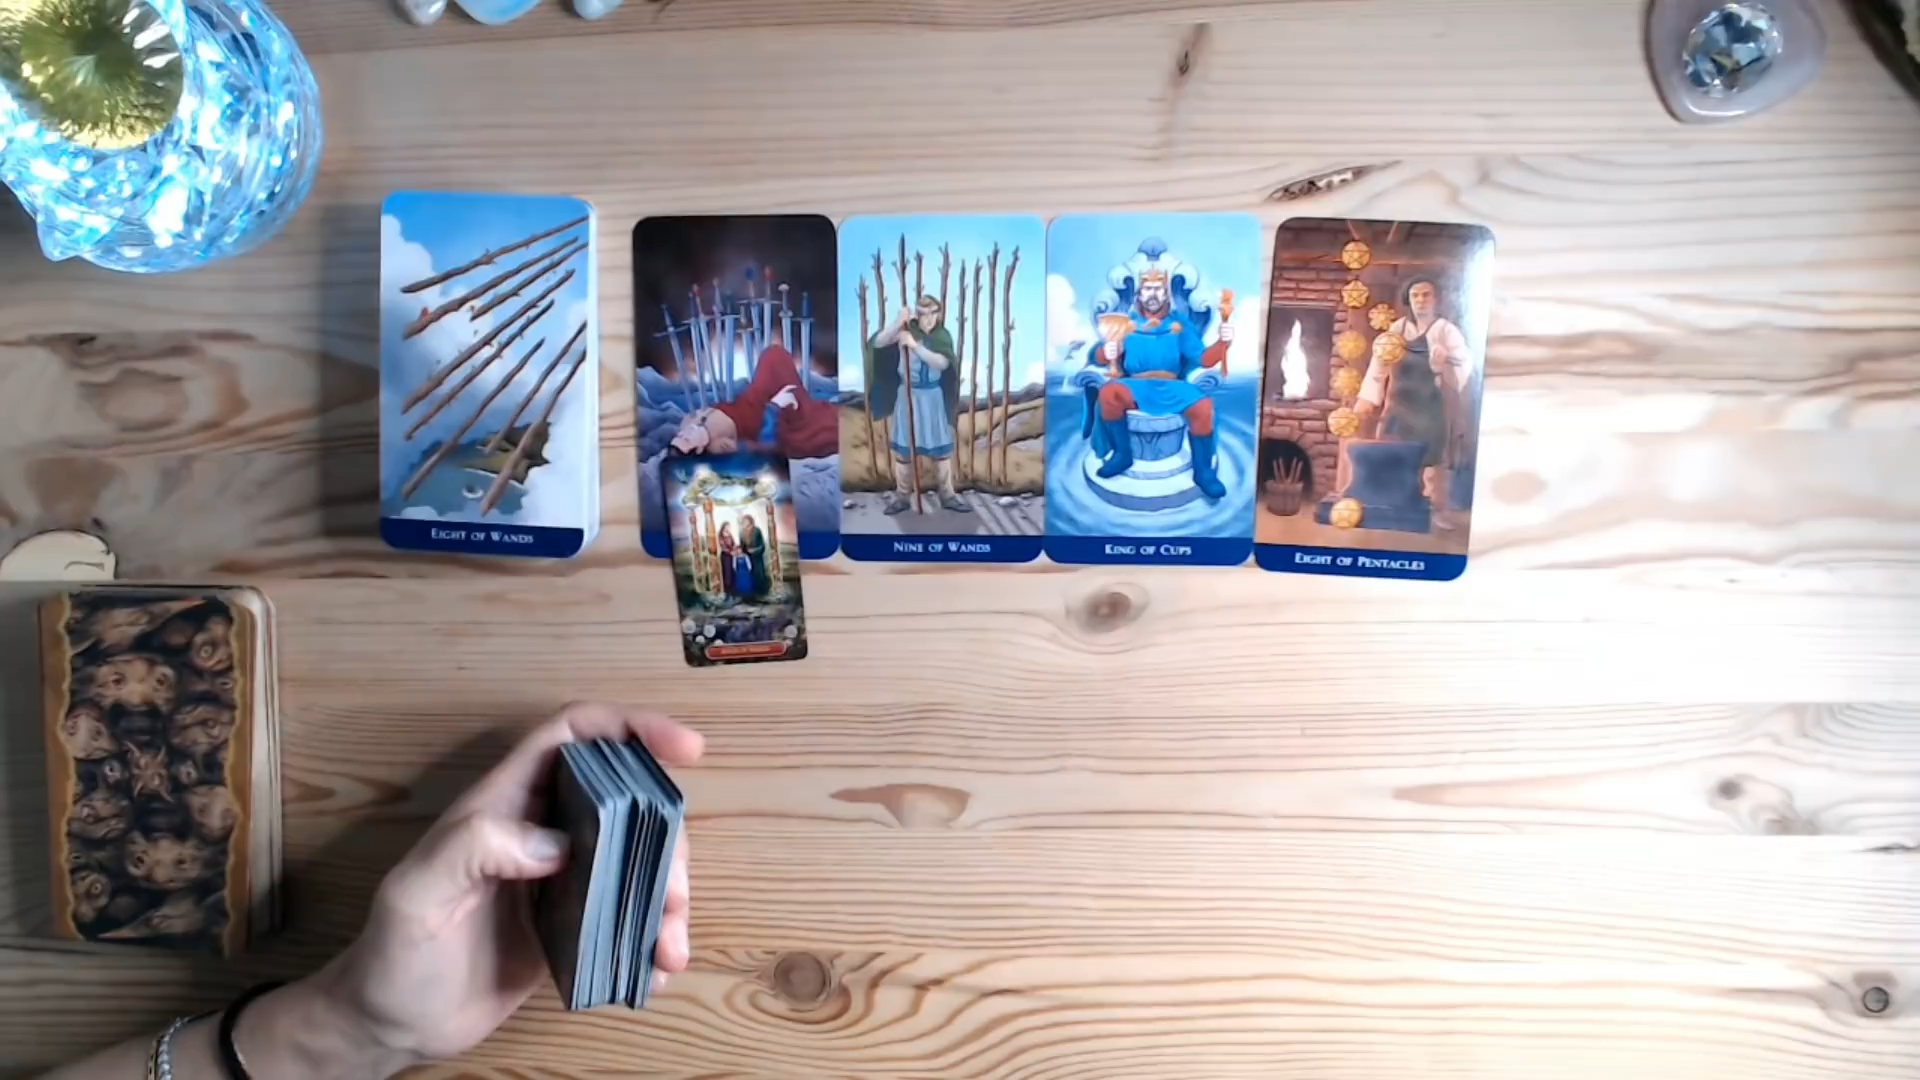 EIGHT OF WANDS
NINE OF WANDS
KING OF CUPS
EIGHT OF PENTACLES